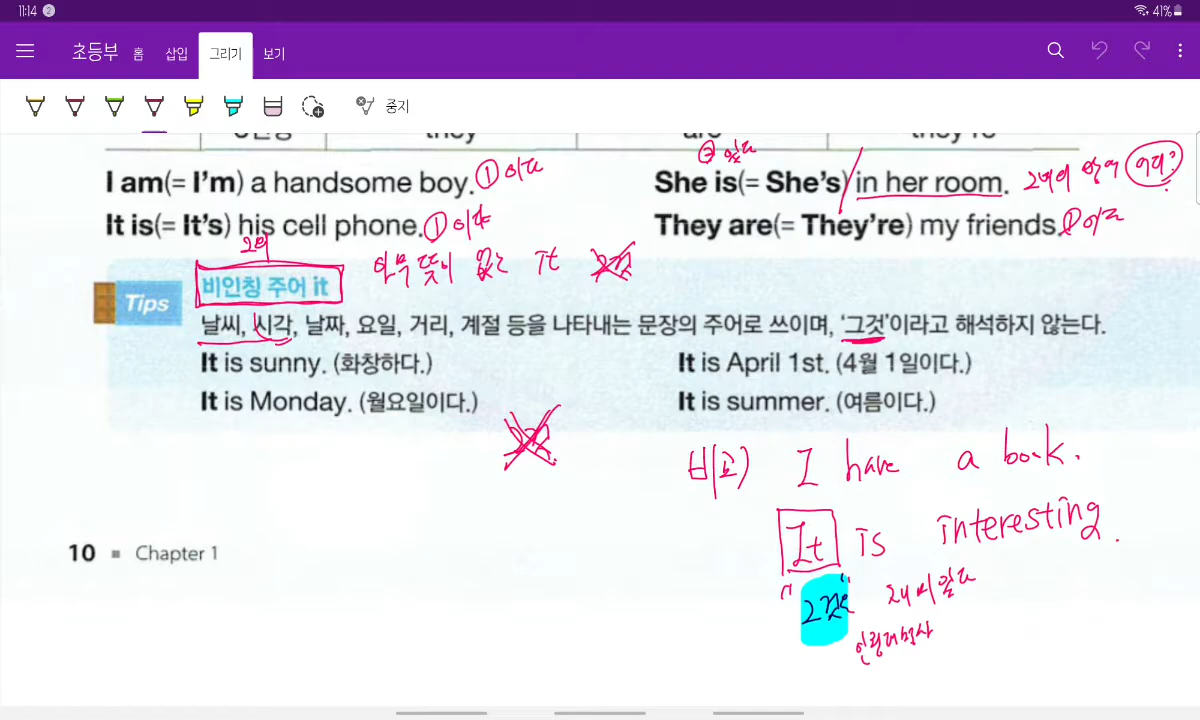 11:14 2 41%
초등부 홈 삽입 그리기 보기
중지
they are they're
I am(= I'm) a handsome boy. ① 이다
② 있다
She is(= She's) / in her room. 그녀의 방에 어디?
It is(= It's) his cell phone. ① 이다
They are(= They're) my friends. ① 이다
그의
Tips
비인칭 주어 it 아무 뜻이 없는 It
날씨, 시각, 날짜, 요일, 거리, 계절 등을 나타내는 문장의 주어로 쓰이며, '그것'이라고 해석하지 않는다.
It is sunny. (화창하다.) It is April 1st. (4월 1일이다.)
It is Monday. (월요일이다.) It is summer. (여름이다.)
비교) I have a book.
It is interesting.
"그것은" 재미있다
인칭대명사
10 ■ Chapter 1